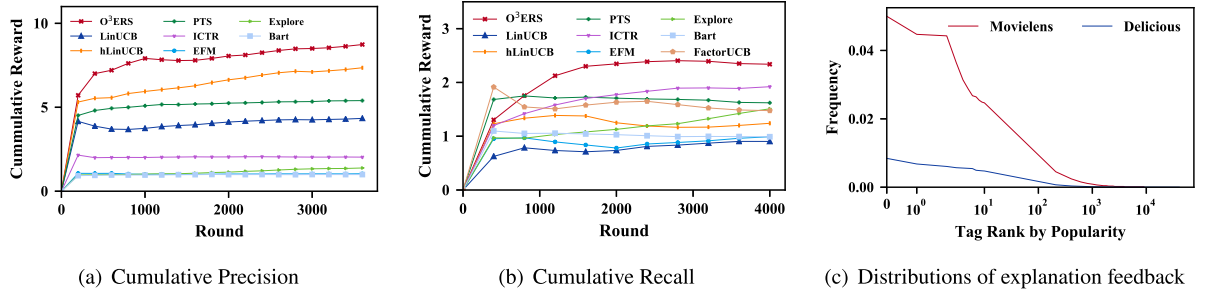 10
5
0
Cummulative Reward
O³ERS
LinUCB
hLinUCB
PTS
ICTR
EFM
Explore
Bart
0 1000 2000 3000
Round
(a) Cumulative Precision
3
2
1
0
Cummulative Reward
O³ERS
LinUCB
hLinUCB
PTS
ICTR
EFM
Explore
Bart
FactorUCB
0 1000 2000 3000 4000
Round
(b) Cumulative Recall
0.04
0.02
0.00
Frequency
Movielens Delicious
0 10⁰ 10¹ 10² 10³ 10⁴
Tag Rank by Popularity
(c) Distributions of explanation feedback